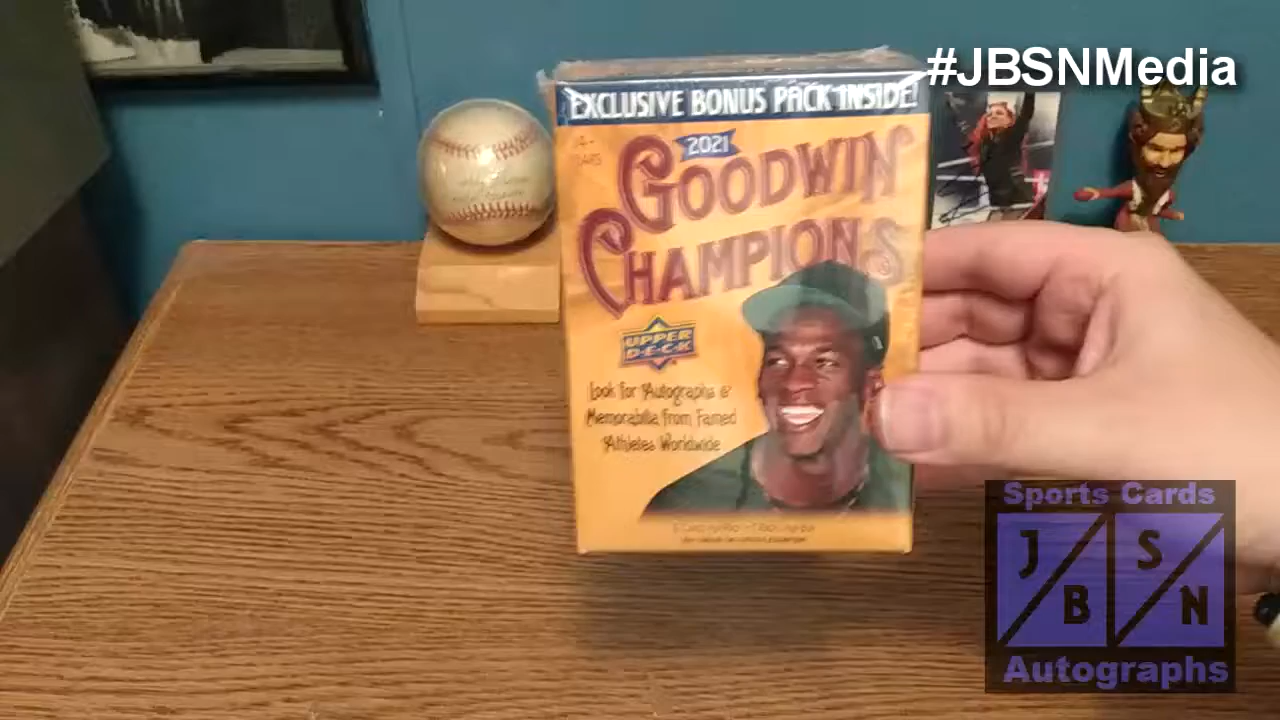 #JBSNMedia
EXCLUSIVE BONUS PACK INSIDE!
2021
GOODWIN
CHAMPIONS
UPPER
DECK
Look for Autographs &
Memorabilia From Famed
Athletes Worldwide
Sports Cards
J S
B N
Autographs